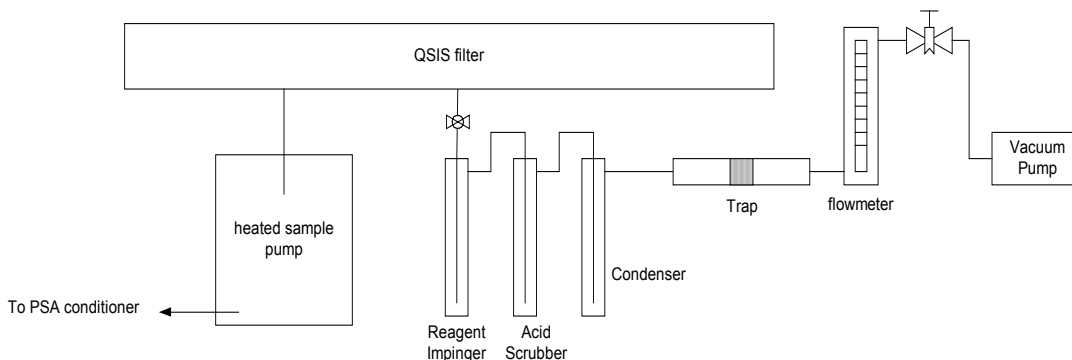 QSIS filter
Vacuum
Pump
heated sample
pump
Trap
flowmeter
Condenser
To PSA conditioner
Reagent
Impinger
Acid
Scrubber